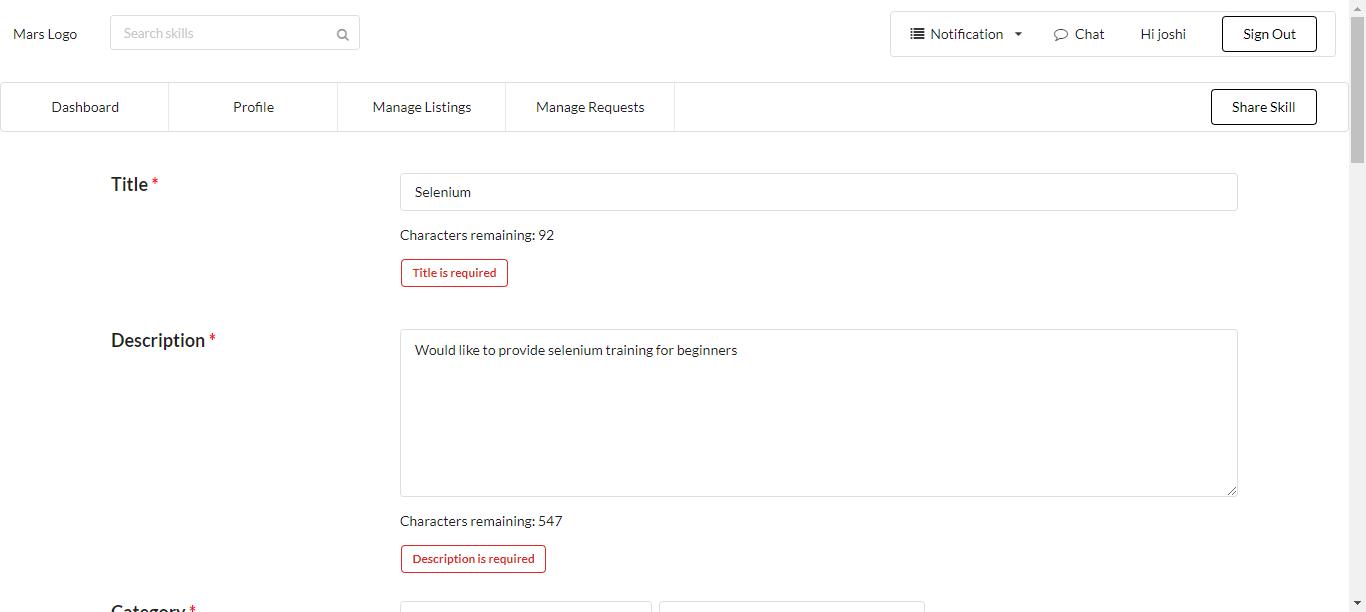 Mars Logo
Search skills
Notification
Chat
Hi joshi
Sign Out
Dashboard
Profile
Manage Listings
Manage Requests
Share Skill
Title *
Selenium
Characters remaining: 92
Title is required
Description *
Would like to provide selenium training for beginners
Characters remaining: 547
Description is required
Category *